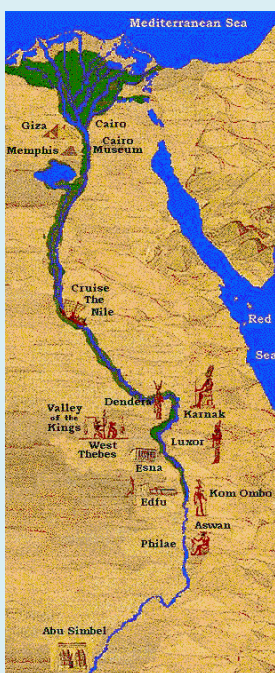 Mediterranean Sea
Giza
Cairo
Memphis
Cairo
Museum
Cruise
The
Nile
Red
Sea
Dendera
Karnak
Valley
of the
Kings
West
Thebes
Luxor
Esna
Edfu
Kom Ombo
Aswan
Philae
Abu Simbel